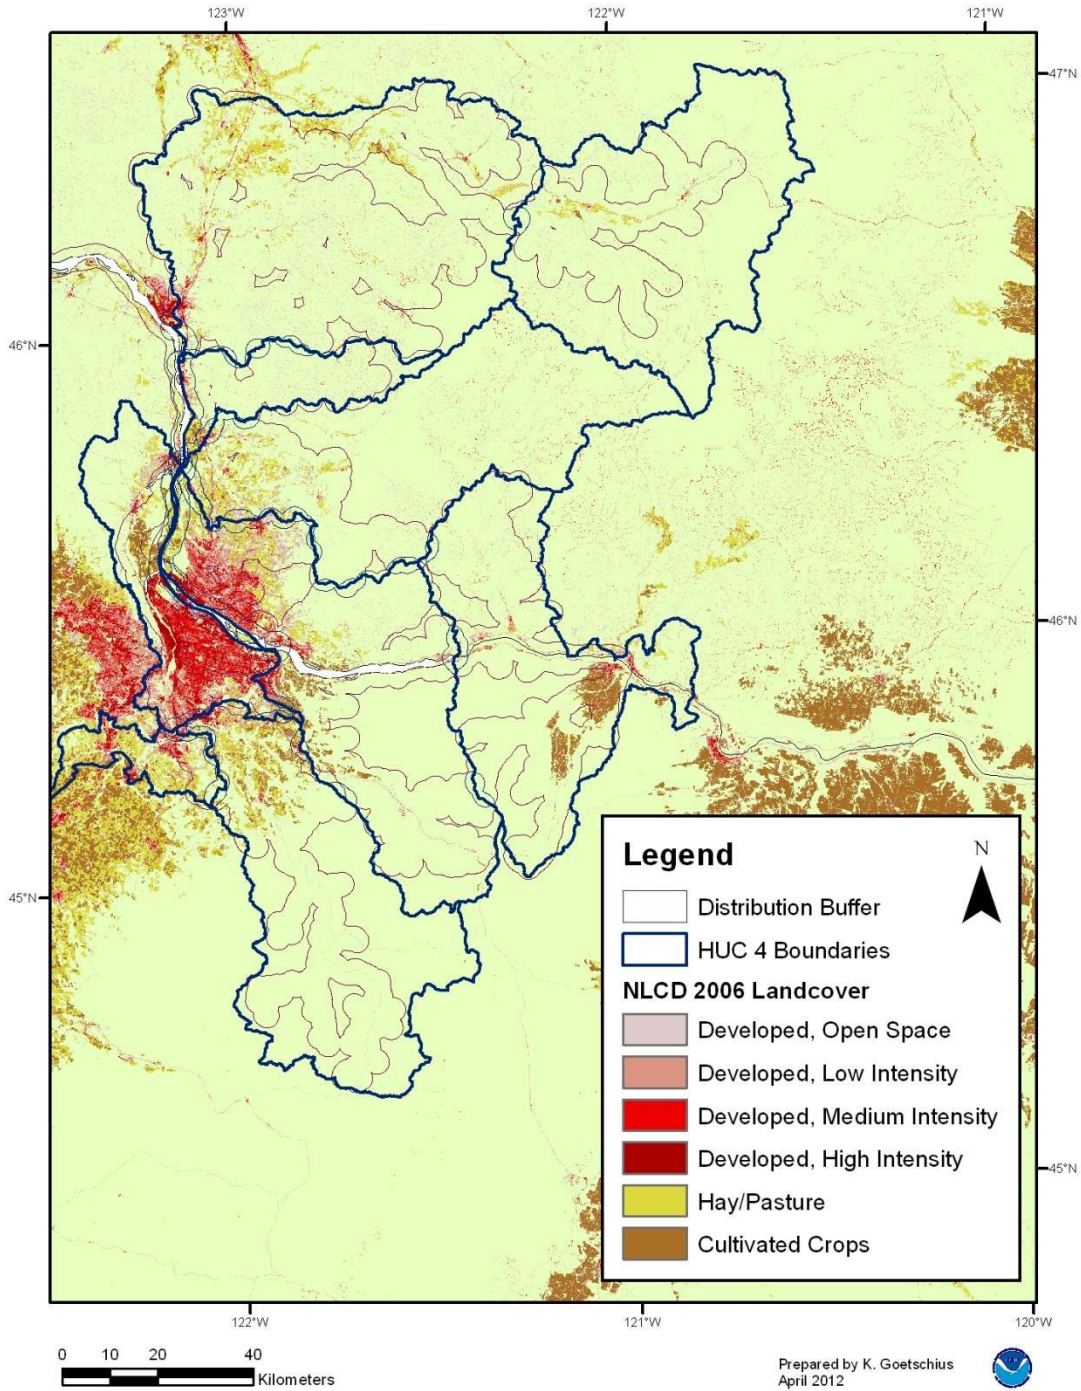 123°W
122°W
121°W
47°N
46°N
46°N
45°N
45°N
Legend
N
Distribution Buffer
HUC 4 Boundaries
NLCD 2006 Landcover
Developed, Open Space
Developed, Low Intensity
Developed, Medium Intensity
Developed, High Intensity
Hay/Pasture
Cultivated Crops
122°W
121°W
120°W
0 10 20 40
Kilometers
Prepared by K. Goetschius
April 2012